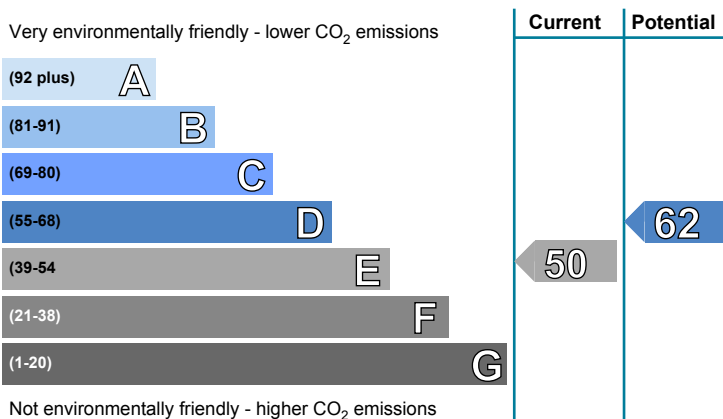 Very environmentally friendly - lower CO2 emissions
Current
Potential
(92 plus) A
(81-91) B
(69-80) C
(55-68) D
62
(39-54 E
50
(21-38) F
(1-20) G
Not environmentally friendly - higher CO2 emissions